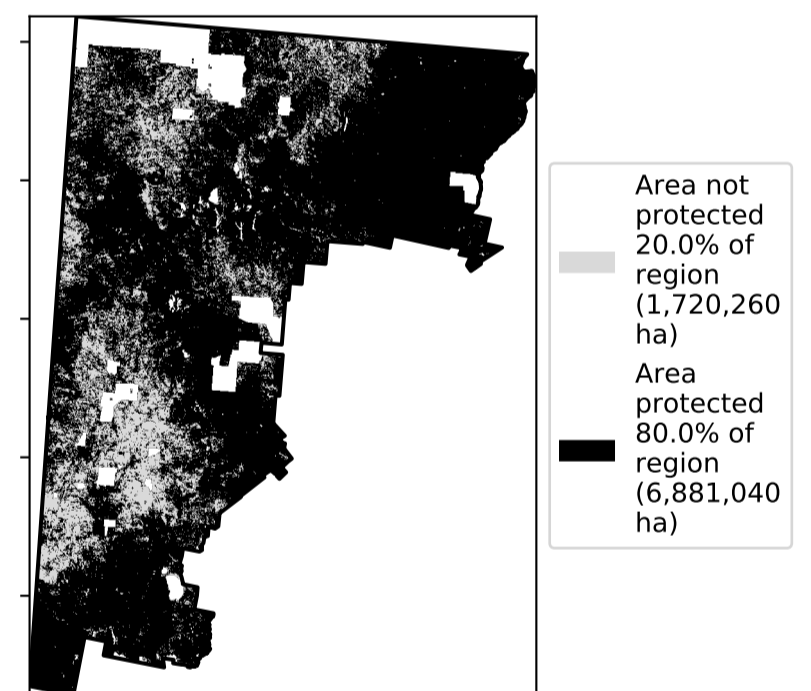 Area not
protected
20.0% of
region
(1,720,260
ha)
Area
protected
80.0% of
region
(6,881,040
ha)